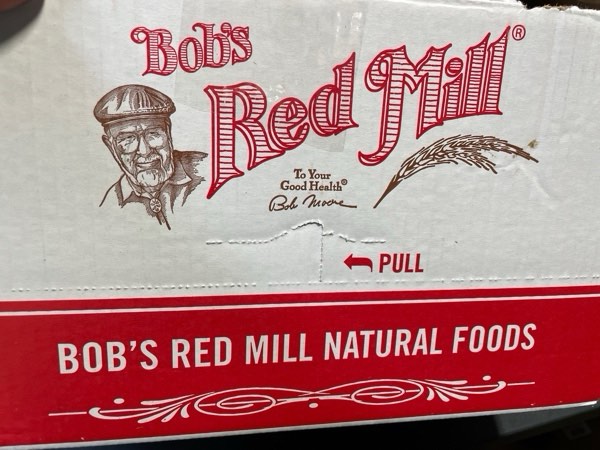 Bob's
Red Mill®
To Your
Good Health®
Bob Moore
PULL
BOB'S RED MILL NATURAL FOODS